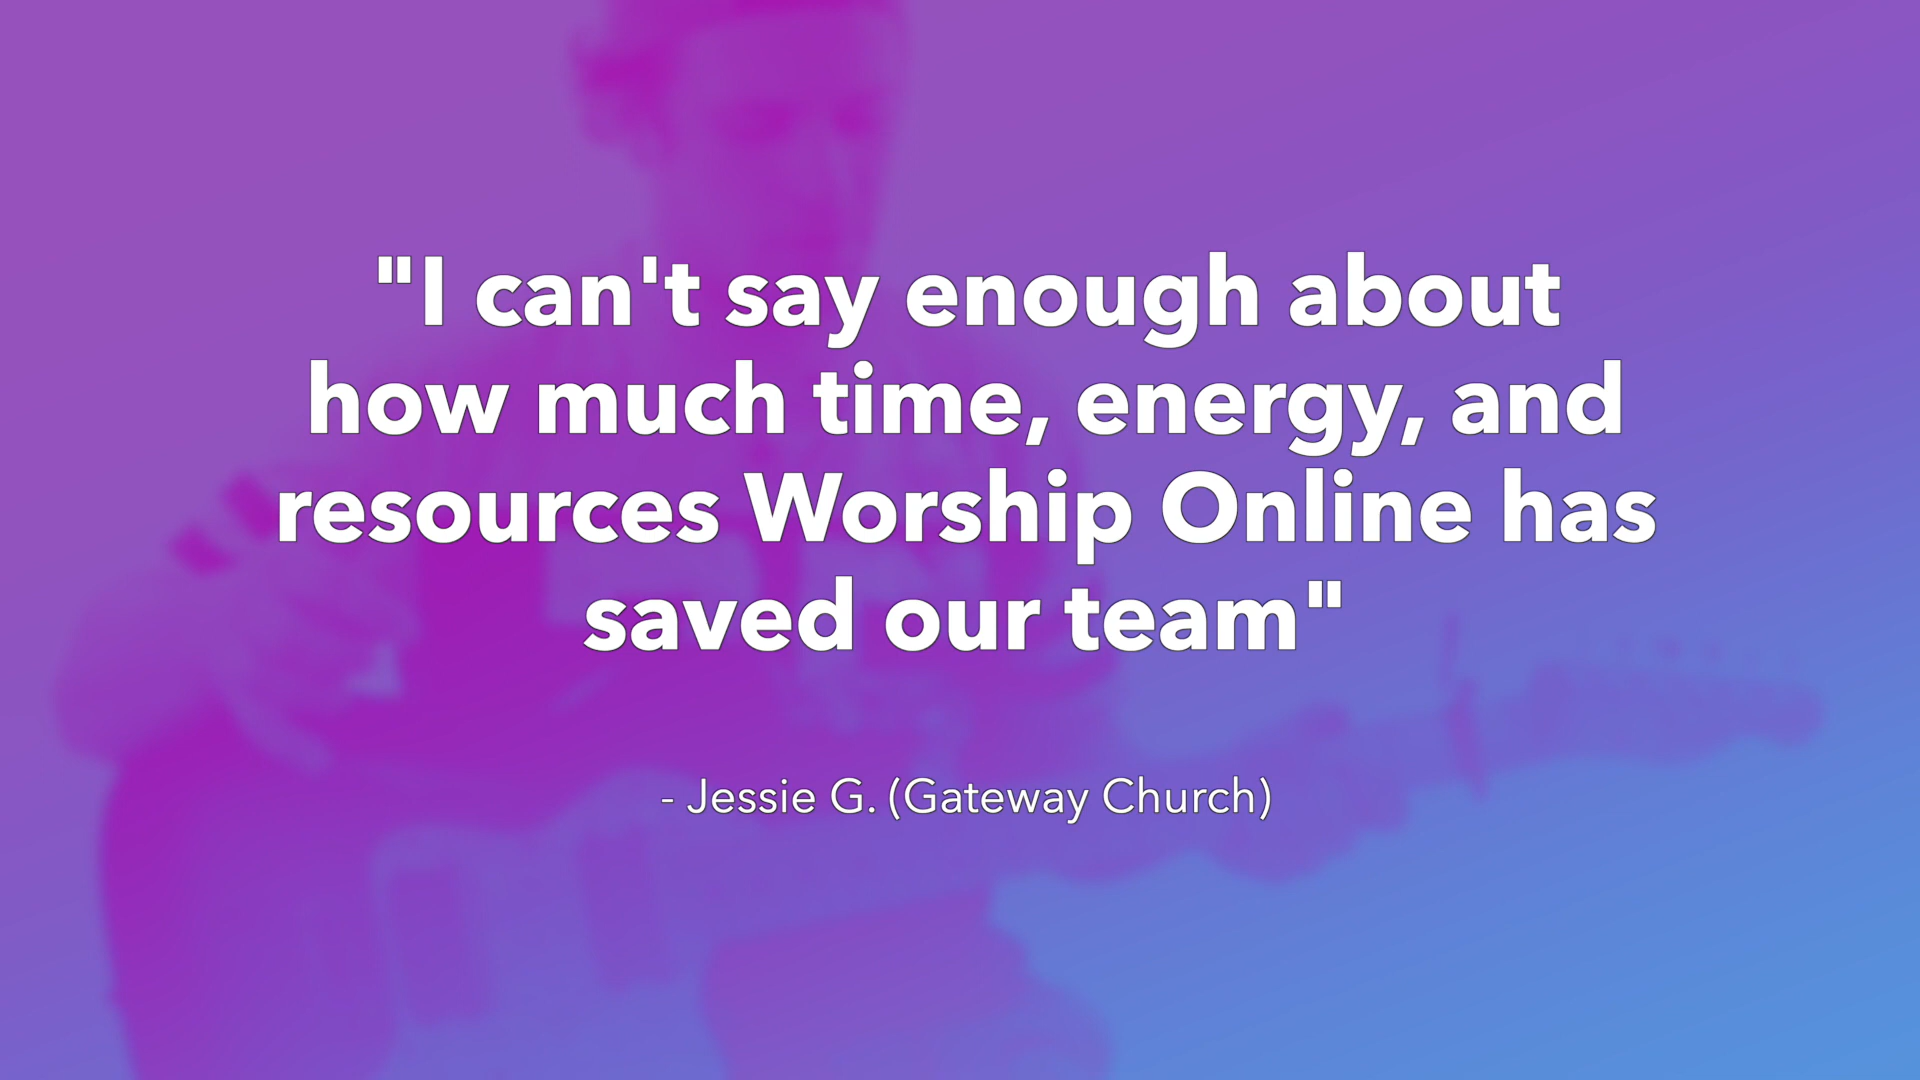 "I can't say enough about
how much time, energy, and
resources Worship Online has
saved our team"
- Jessie G. (Gateway Church)